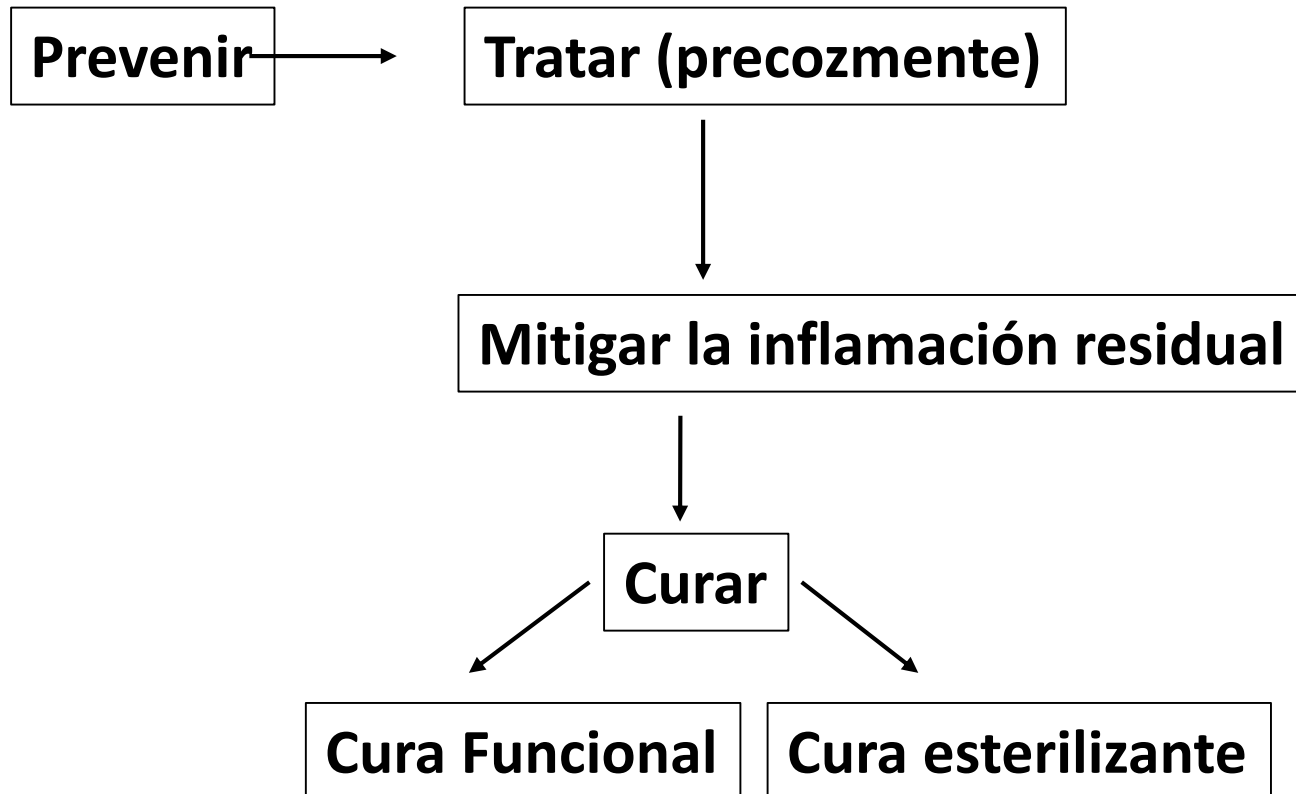 Prevenir
Tratar (precozmente)
Mitigar la inflamación residual
Curar
Cura Funcional
Cura esterilizante